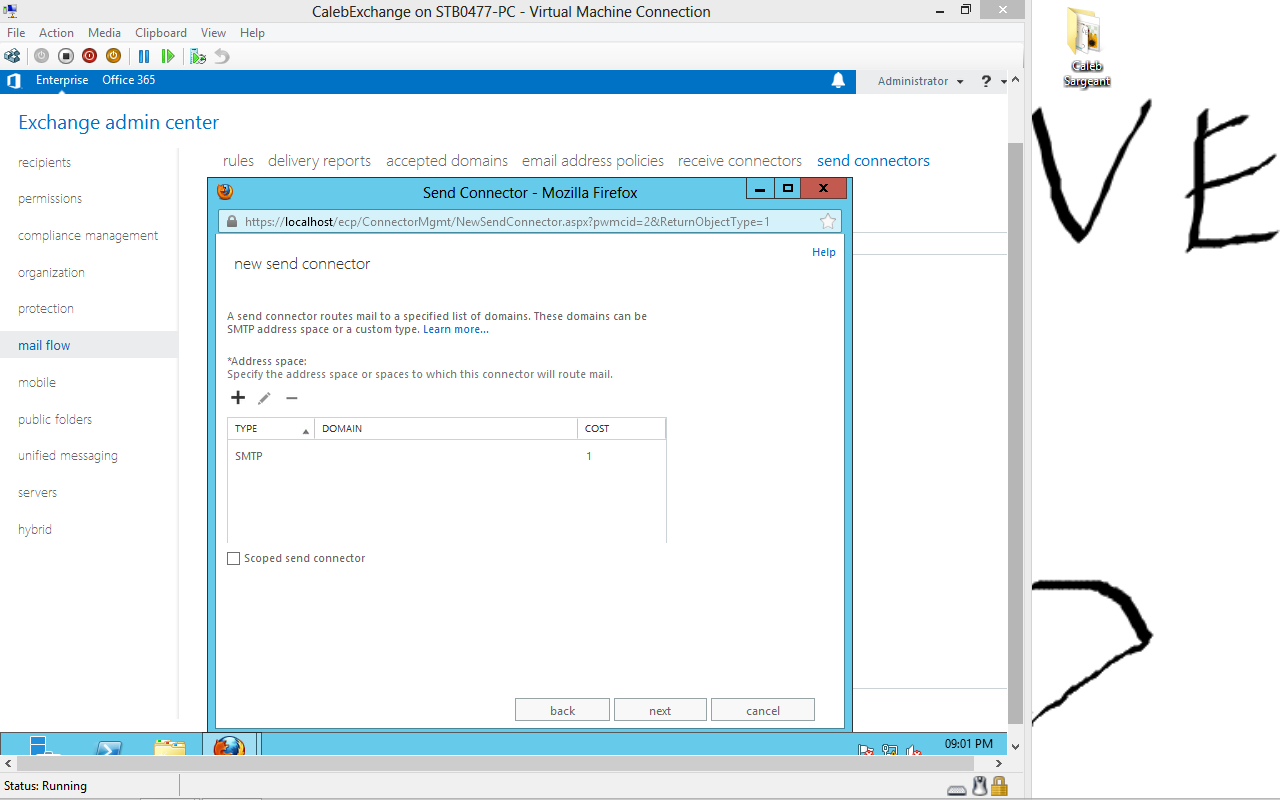 CalebExchange on STB0477-PC - Virtual Machine Connection
File Action Media Clipboard View Help
Enterprise Office 365
Administrator ?
Exchange admin center
recipients
permissions
compliance management
organization
protection
mail flow
mobile
public folders
unified messaging
servers
hybrid
rules delivery reports accepted domains email address policies receive connectors send connectors
Send Connector - Mozilla Firefox
https://localhost/ecp/ConnectorMgmt/NewSendConnector.aspx?pwmcid=2&ReturnObjectType=1
Help
new send connector
A send connector routes mail to a specified list of domains. These domains can be
SMTP address space or a custom type. Learn more...
*Address space:
Specify the address space or spaces to which this connector will route mail.
TYPE DOMAIN COST
SMTP 1
Scoped send connector
back next cancel
09:01 PM
Status: Running
Caleb
Sargeant
V E